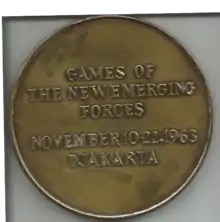 GAMES OF
THE NEW EMERGING
FORCES
NOVEMBER 10-22, 1963
DJAKARTA